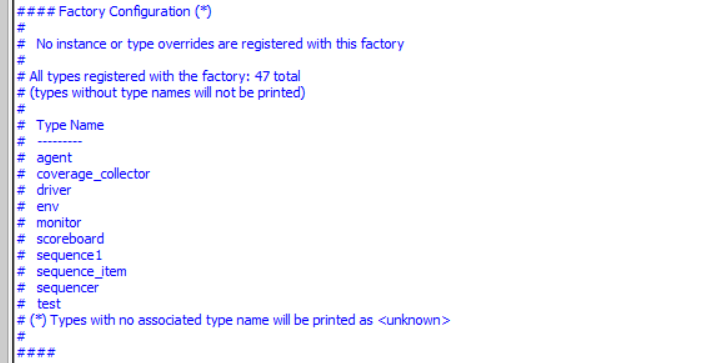 #### Factory Configuration (*)
#
#   No instance or type overrides are registered with this factory
#
# All types registered with the factory: 47 total
# (types without type names will not be printed)
#
#   Type Name
#   ---------
#   agent
#   coverage_collector
#   driver
#   env
#   monitor
#   scoreboard
#   sequence1
#   sequence_item
#   sequencer
#   test
# (*) Types with no associated type name will be printed as <unknown>
#
####